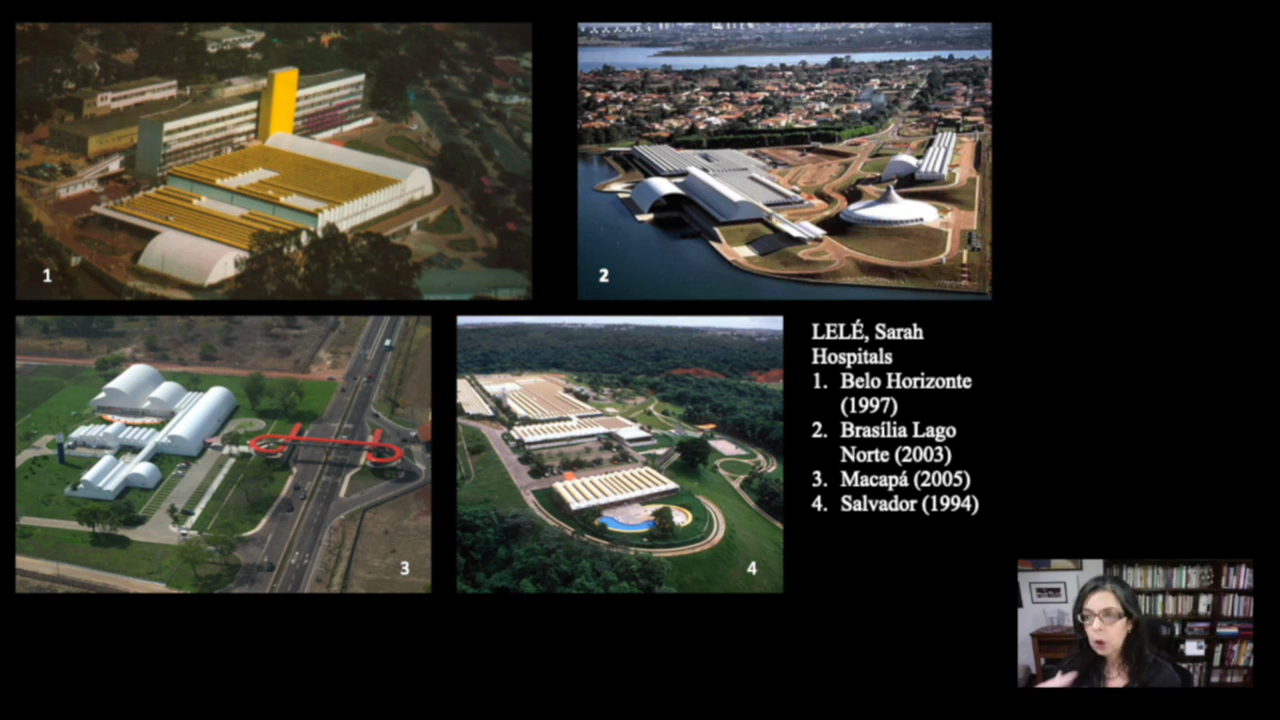 1
2
3
4
LELÉ, Sarah
Hospitals
1. Belo Horizonte
(1997)
2. Brasília Lago
Norte (2003)
3. Macapá (2005)
4. Salvador (1994)